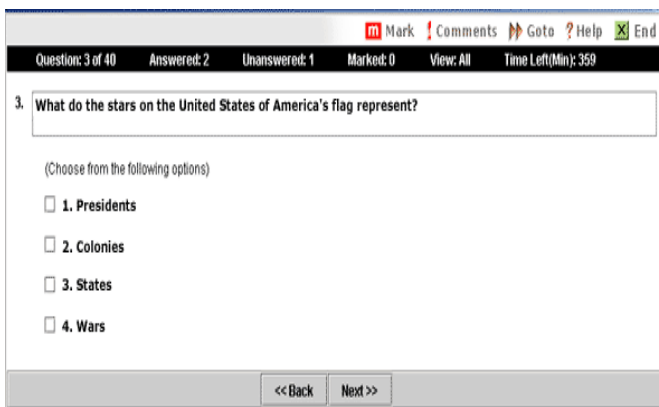 m Mark ! Comments Goto ? Help X End
Question: 3 of 40 Answered: 2 Unanswered: 1 Marked: 0 View: All Time Left(Min): 359
3. What do the stars on the United States of America's flag represent?
(Choose from the following options)
1. Presidents
2. Colonies
3. States
4. Wars
<< Back Next >>